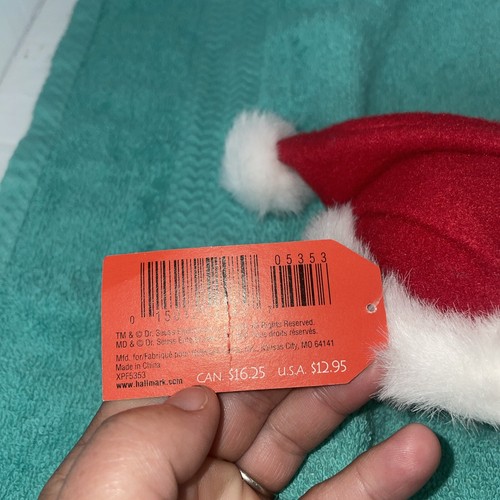 05353
0 15
TM & © Dr. Seuss Rights Reserved.
MD & © Dr. Seuss droits réservés.
Mfd. for/Fabriqué pour Kansas City, MO 64141
Made in China
XPF5353
www.hallmark.com CAN. $16.25 U.S.A. $12.95